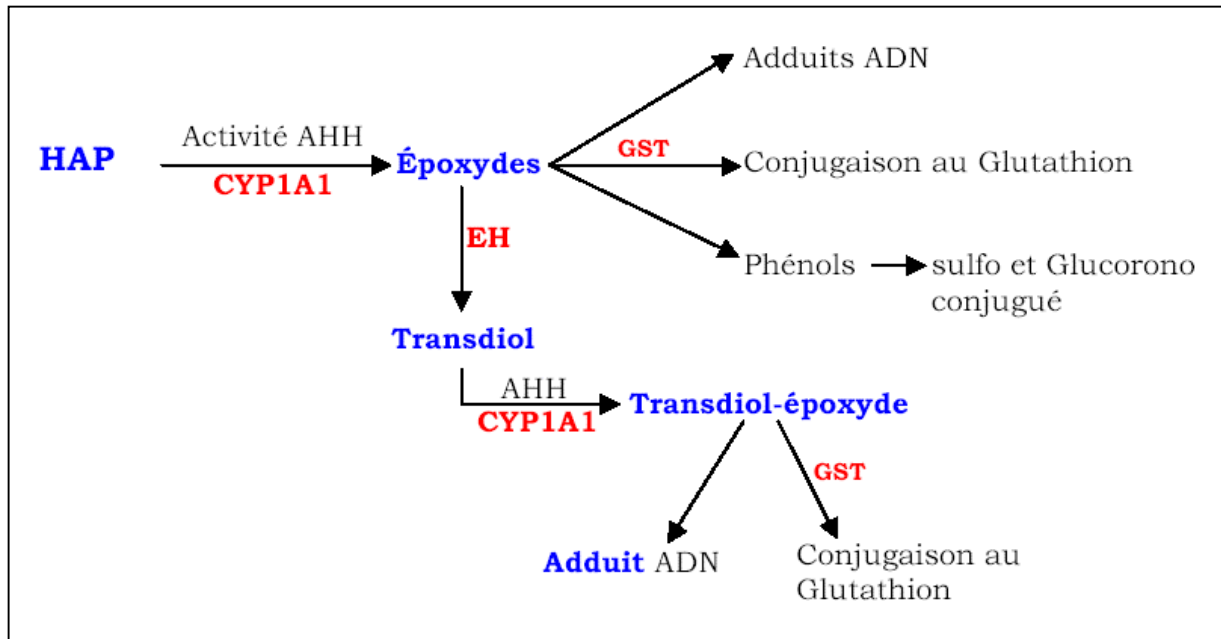 Adduits ADN
Activité AHH
HAP
CYP1A1
Époxydes
GST
Conjugaison au Glutathion
EH
Phénols
sulfo et Glucorono
conjugué
Transdiol
AHH
CYP1A1
Transdiol-époxyde
GST
Adduit ADN
Conjugaison au
Glutathion